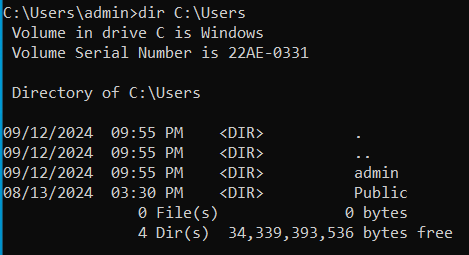 C:\Users\admin>dir C:\Users
 Volume in drive C is Windows
 Volume Serial Number is 22AE-0331

 Directory of C:\Users

09/12/2024  09:55 PM    <DIR>          .
09/12/2024  09:55 PM    <DIR>          ..
09/12/2024  09:55 PM    <DIR>          admin
08/13/2024  03:30 PM    <DIR>          Public
               0 File(s)              0 bytes
               4 Dir(s)  34,339,393,536 bytes free